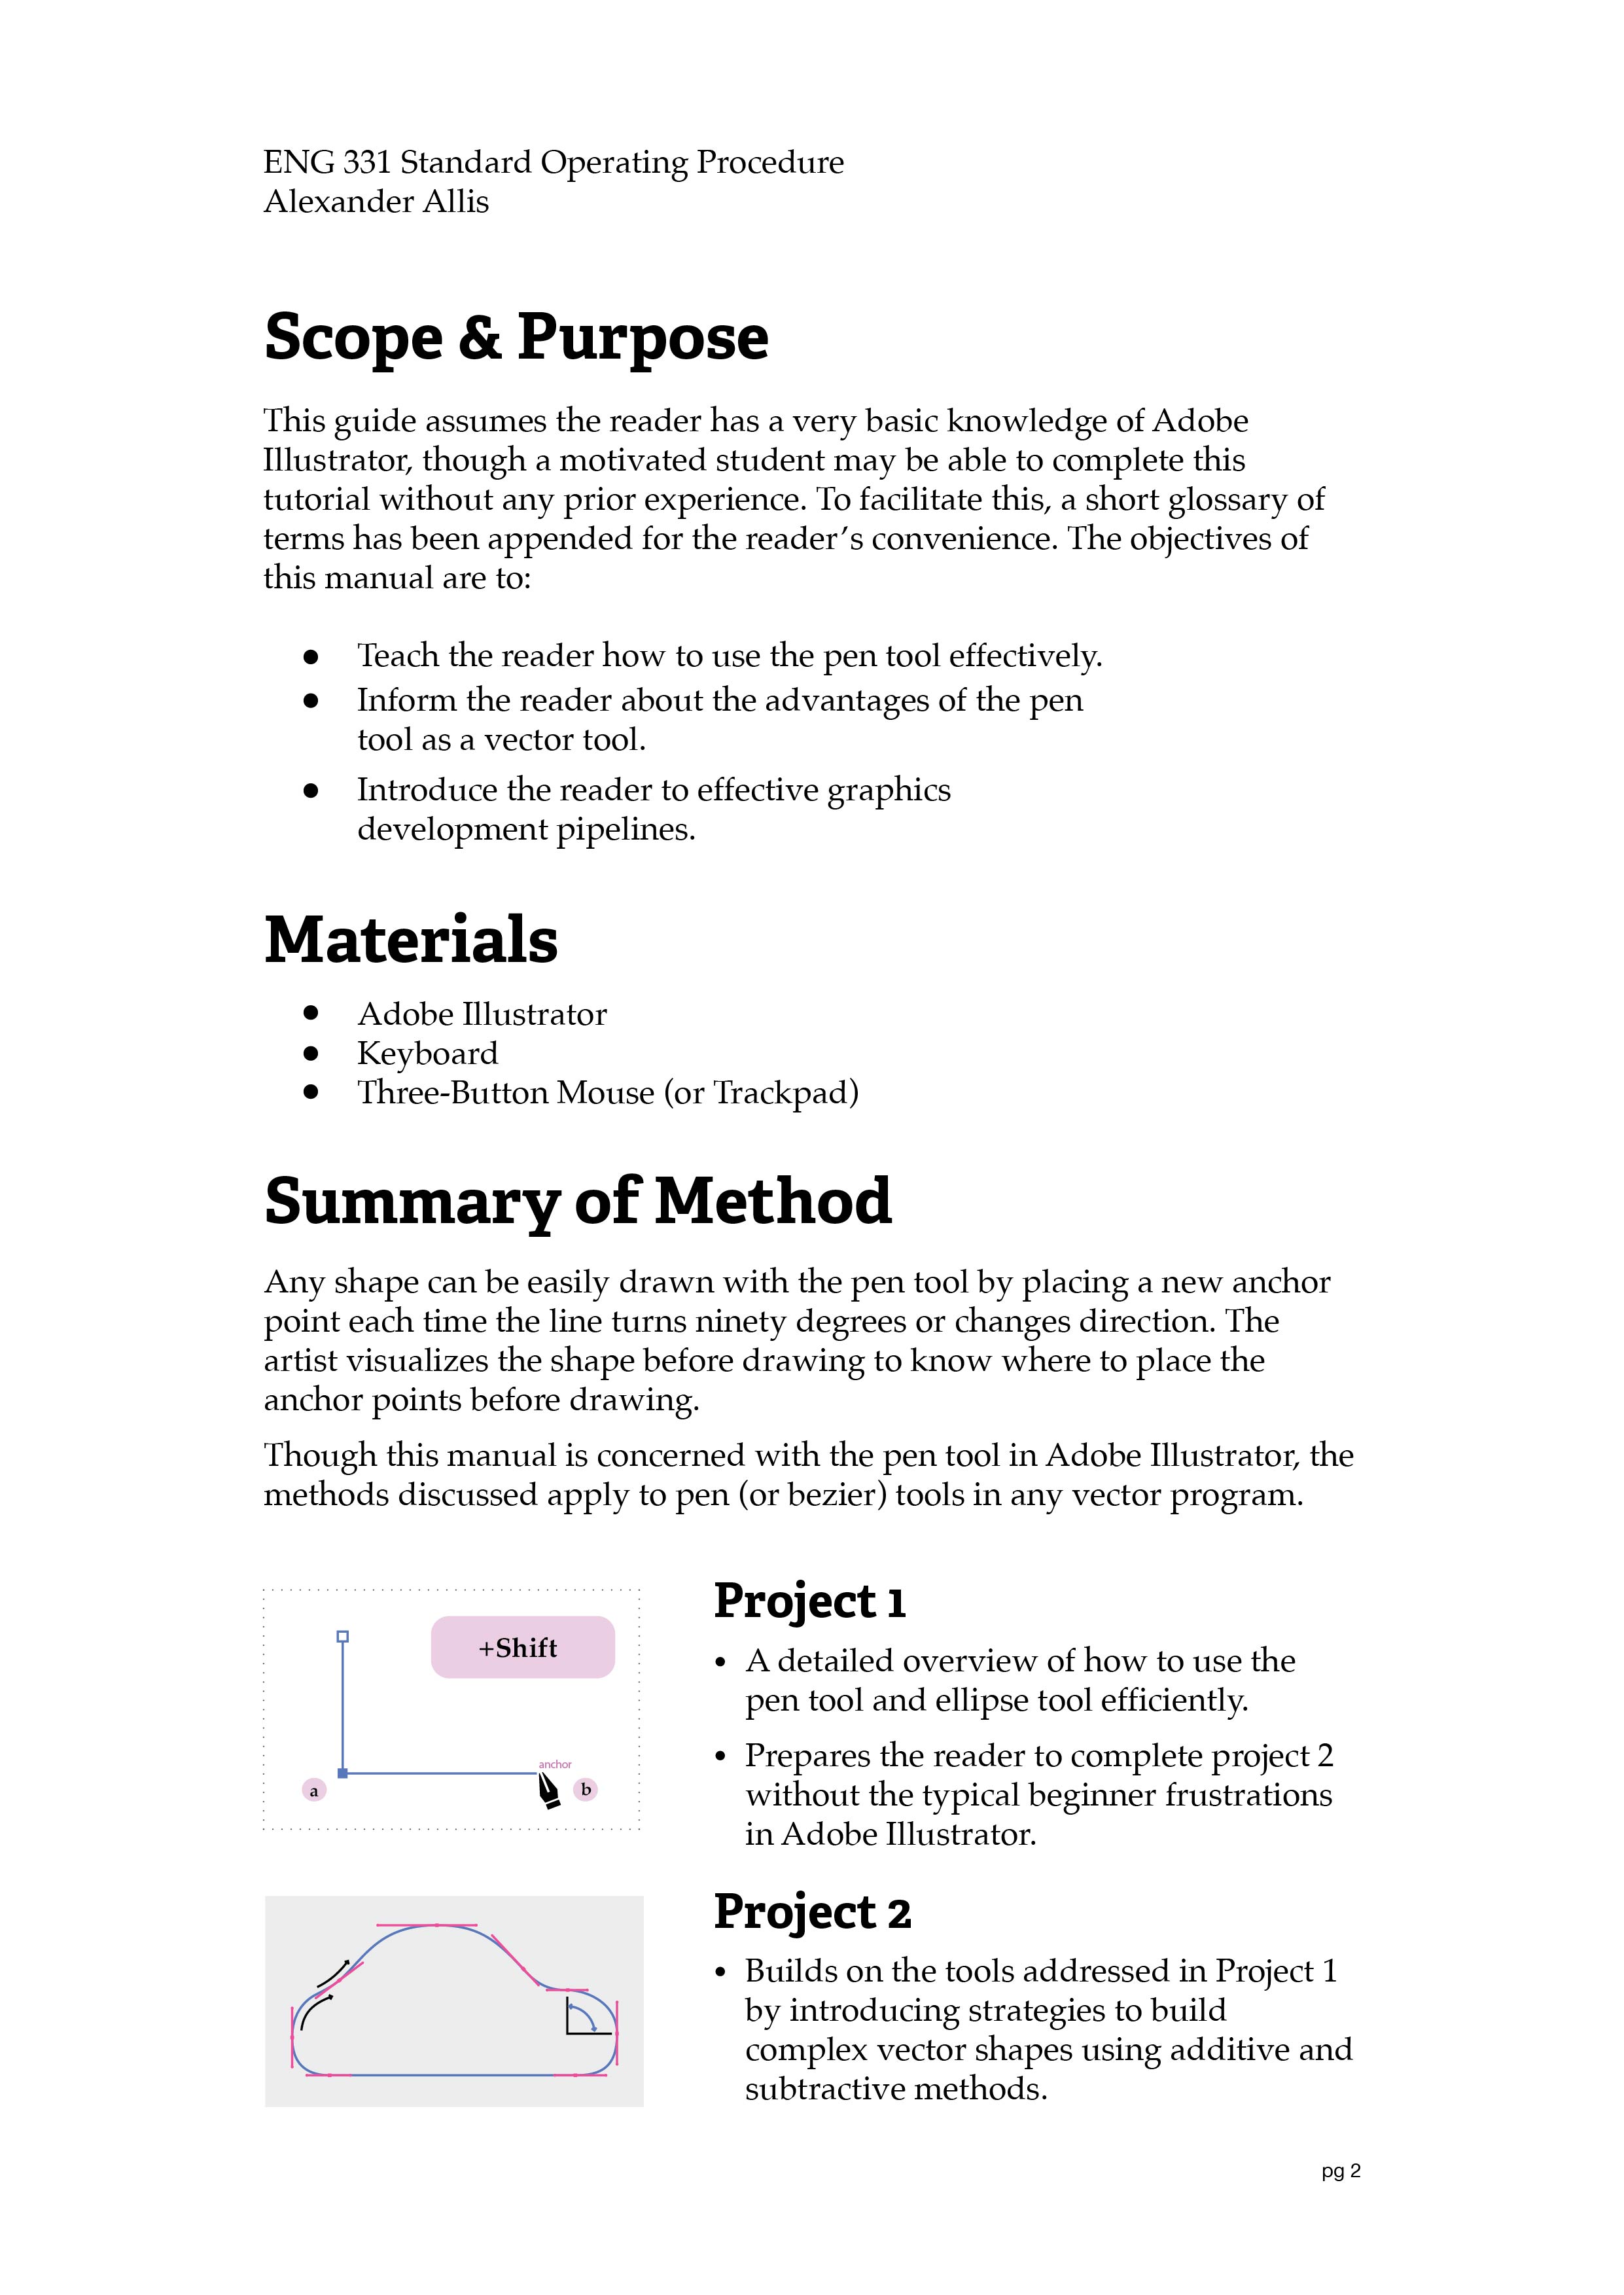 ENG 331 Standard Operating Procedure
Alexander Allis
Scope & Purpose
This guide assumes the reader has a very basic knowledge of Adobe
Illustrator, though a motivated student may be able to complete this
tutorial without any prior experience. To facilitate this, a short glossary of
terms has been appended for the reader’s convenience. The objectives of
this manual are to:
● Teach the reader how to use the pen tool effectively.
● Inform the reader about the advantages of the pen
tool as a vector tool.
● Introduce the reader to effective graphics
development pipelines.
Materials
● Adobe Illustrator
● Keyboard
● Three-Button Mouse (or Trackpad)
Summary of Method
Any shape can be easily drawn with the pen tool by placing a new anchor
point each time the line turns ninety degrees or changes direction. The
artist visualizes the shape before drawing to know where to place the
anchor points before drawing.
Though this manual is concerned with the pen tool in Adobe Illustrator, the
methods discussed apply to pen (or bezier) tools in any vector program.
+Shift
anchor
a
b
Project 1
• A detailed overview of how to use the
pen tool and ellipse tool efficiently.
• Prepares the reader to complete project 2
without the typical beginner frustrations
in Adobe Illustrator.
Project 2
• Builds on the tools addressed in Project 1
by introducing strategies to build
complex vector shapes using additive and
subtractive methods.
pg 2